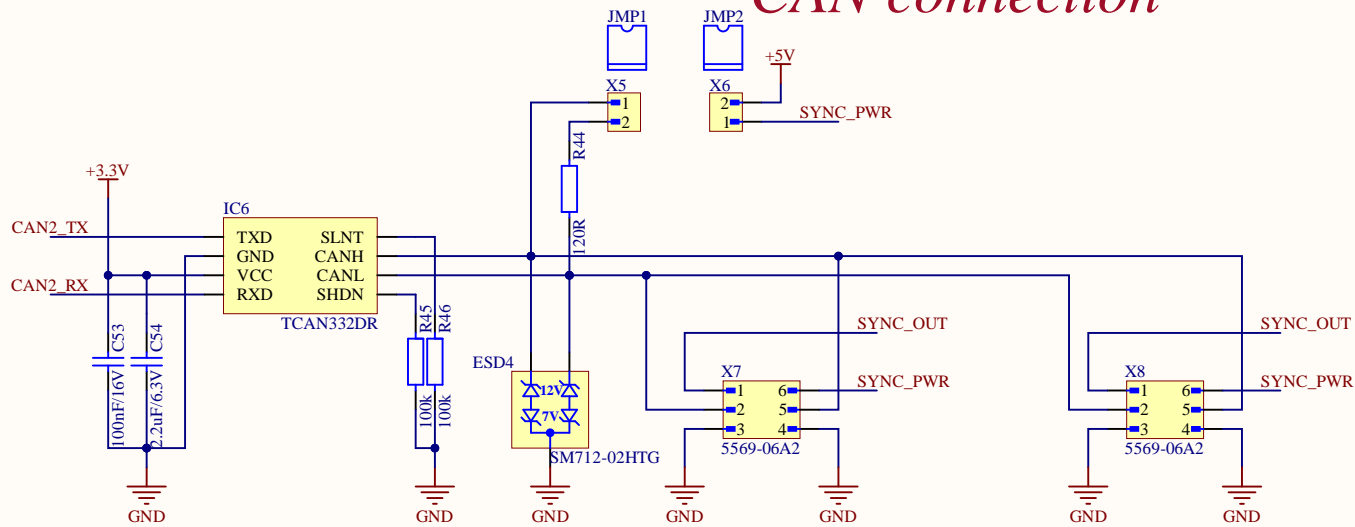 CAN connection
JMP1
JMP2
+5V
X5
X6
1
2
2
1
SYNC_PWR
R44
120R
+3.3V
IC6
CAN2_TX
TXD
SLNT
GND
CANH
VCC
CANL
CAN2_RX
RXD
SHDN
TCAN332DR
C53
100nF/16V
C54
2.2uF/6.3V
R45
100k
R46
100k
ESD4
12V
7V
SM712-02HTG
SYNC_OUT
X7
1
6
SYNC_PWR
2
5
3
4
5569-06A2
SYNC_OUT
X8
1
6
SYNC_PWR
2
5
3
4
5569-06A2
GND
GND
GND
GND
GND
GND
GND